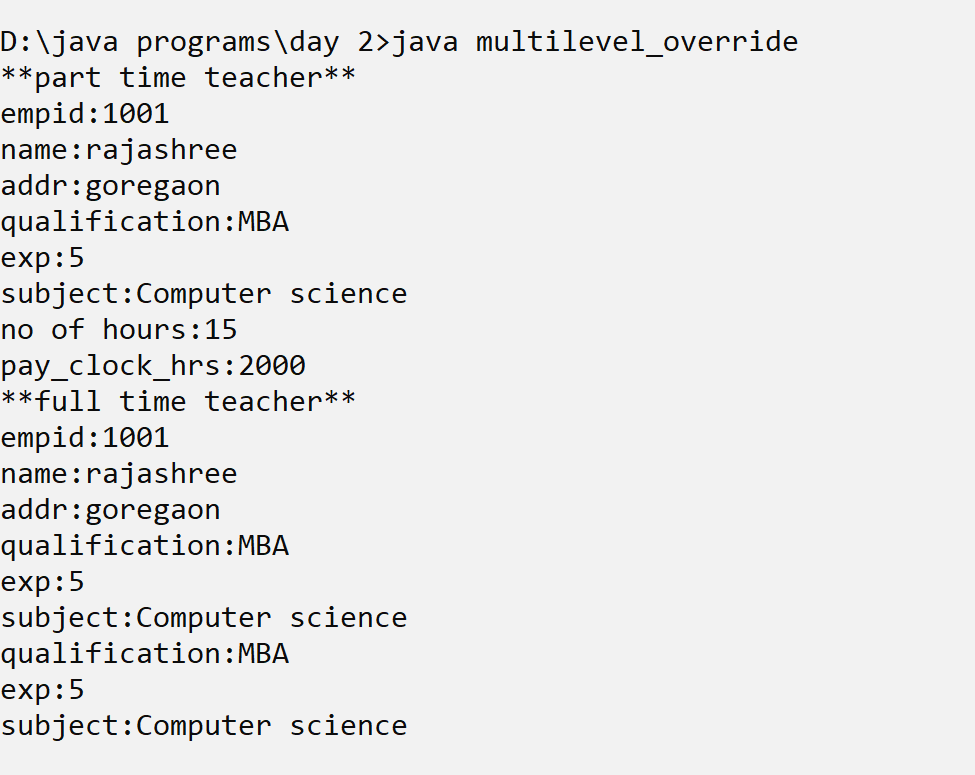 D:\java programs\day 2>java multilevel_override
**part time teacher**
empid:1001
name:rajashree
addr:goregaon
qualification:MBA
exp:5
subject:Computer science
no of hours:15
pay_clock_hrs:2000
**full time teacher**
empid:1001
name:rajashree
addr:goregaon
qualification:MBA
exp:5
subject:Computer science
qualification:MBA
exp:5
subject:Computer science